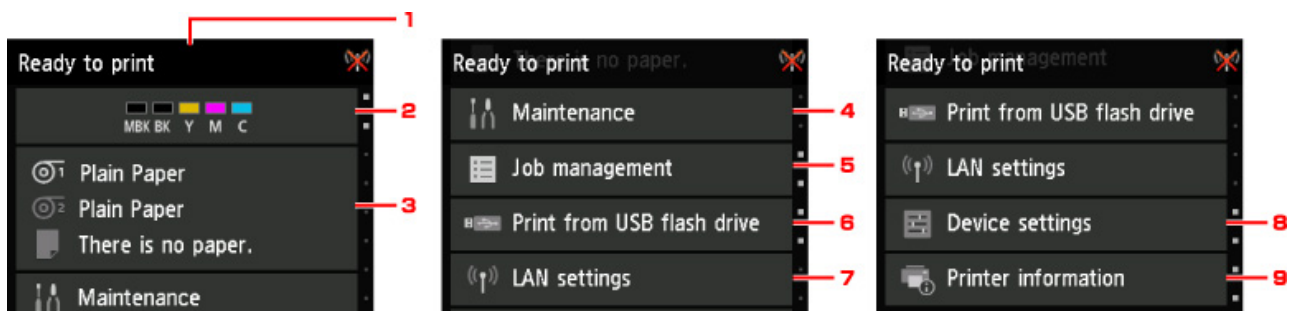 1
Ready to print
2
MBK BK Y M C
1 Plain Paper
2 Plain Paper
3
There is no paper.
Maintenance
There is no paper.
Ready to print
Maintenance
4
Job management
5
Print from USB flash drive
6
LAN settings
7
Job management
Ready to print
Print from USB flash drive
LAN settings
Device settings
8
Printer information
9